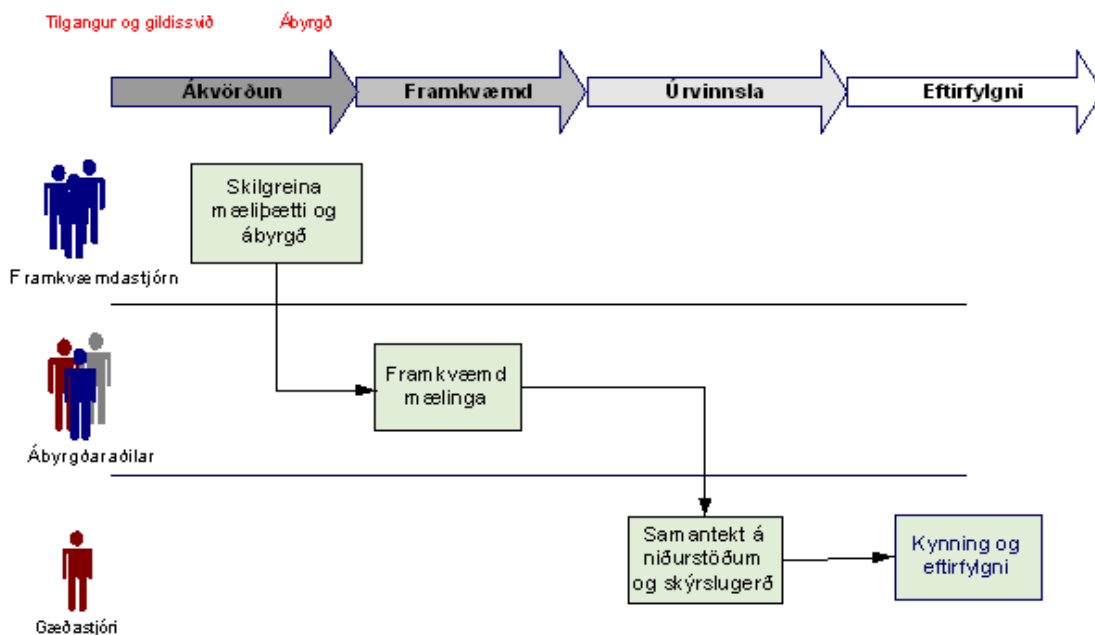 Tilgangur og gildissvið
Ábyrgð
Ákvörðun
Framkvæmd
Úrvinnsla
Eftirfylgni
Skilgreina
mæliþætti og
ábyrgð
Framkvæmdastjórn
Framkvæmd
mælinga
Ábyrgðaraðilar
Samantekt á
niðurstöðum
og skýrslugerð
Kynning og
eftirfylgni
Gæðastjóri